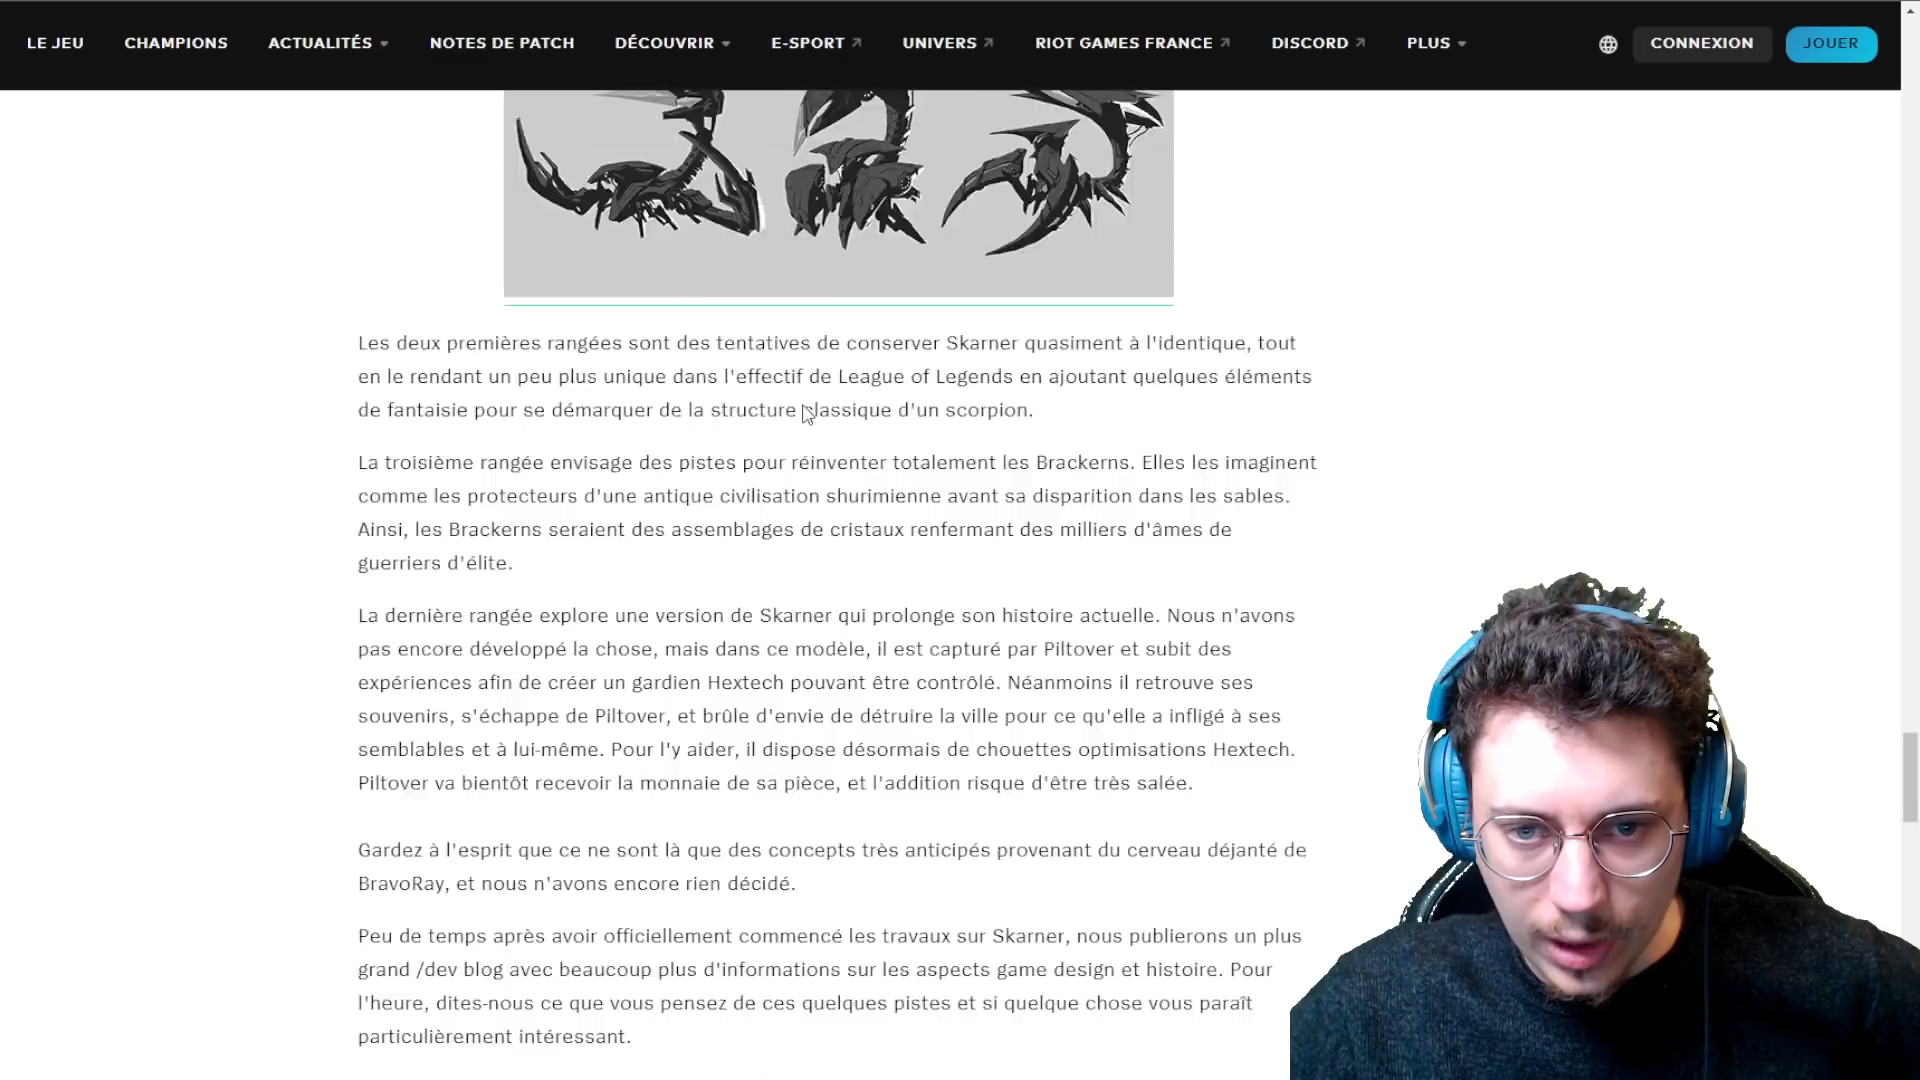 LE JEU CHAMPIONS ACTUALITÉS NOTES DE PATCH DÉCOUVRIR E-SPORT UNIVERS RIOT GAMES FRANCE DISCORD PLUS CONNEXION JOUER
Les deux premières rangées sont des tentatives de conserver Skarner quasiment à l'identique, tout
en le rendant un peu plus unique dans l'effectif de League of Legends en ajoutant quelques éléments
de fantaisie pour se démarquer de la structure classique d'un scorpion.
La troisième rangée envisage des pistes pour réinventer totalement les Brackerns. Elles les imaginent
comme les protecteurs d'une antique civilisation shurimienne avant sa disparition dans les sables.
Ainsi, les Brackerns seraient des assemblages de cristaux renfermant des milliers d'âmes de
guerriers d'élite.
La dernière rangée explore une version de Skarner qui prolonge son histoire actuelle. Nous n'avons
pas encore développé la chose, mais dans ce modèle, il est capturé par Piltover et subit des
expériences afin de créer un gardien Hextech pouvant être contrôlé. Néanmoins il retrouve ses
souvenirs, s'échappe de Piltover, et brûle d'envie de détruire la ville pour ce qu'elle a infligé à ses
semblables et à lui-même. Pour l'y aider, il dispose désormais de chouettes optimisations Hextech.
Piltover va bientôt recevoir la monnaie de sa pièce, et l'addition risque d'être très salée.
Gardez à l'esprit que ce ne sont là que des concepts très anticipés provenant du cerveau déjanté de
BravoRay, et nous n'avons encore rien décidé.
Peu de temps après avoir officiellement commencé les travaux sur Skarner, nous publierons un plus
grand /dev blog avec beaucoup plus d'informations sur les aspects game design et histoire. Pour
l'heure, dites-nous ce que vous pensez de ces quelques pistes et si quelque chose vous paraît
particulièrement intéressant.